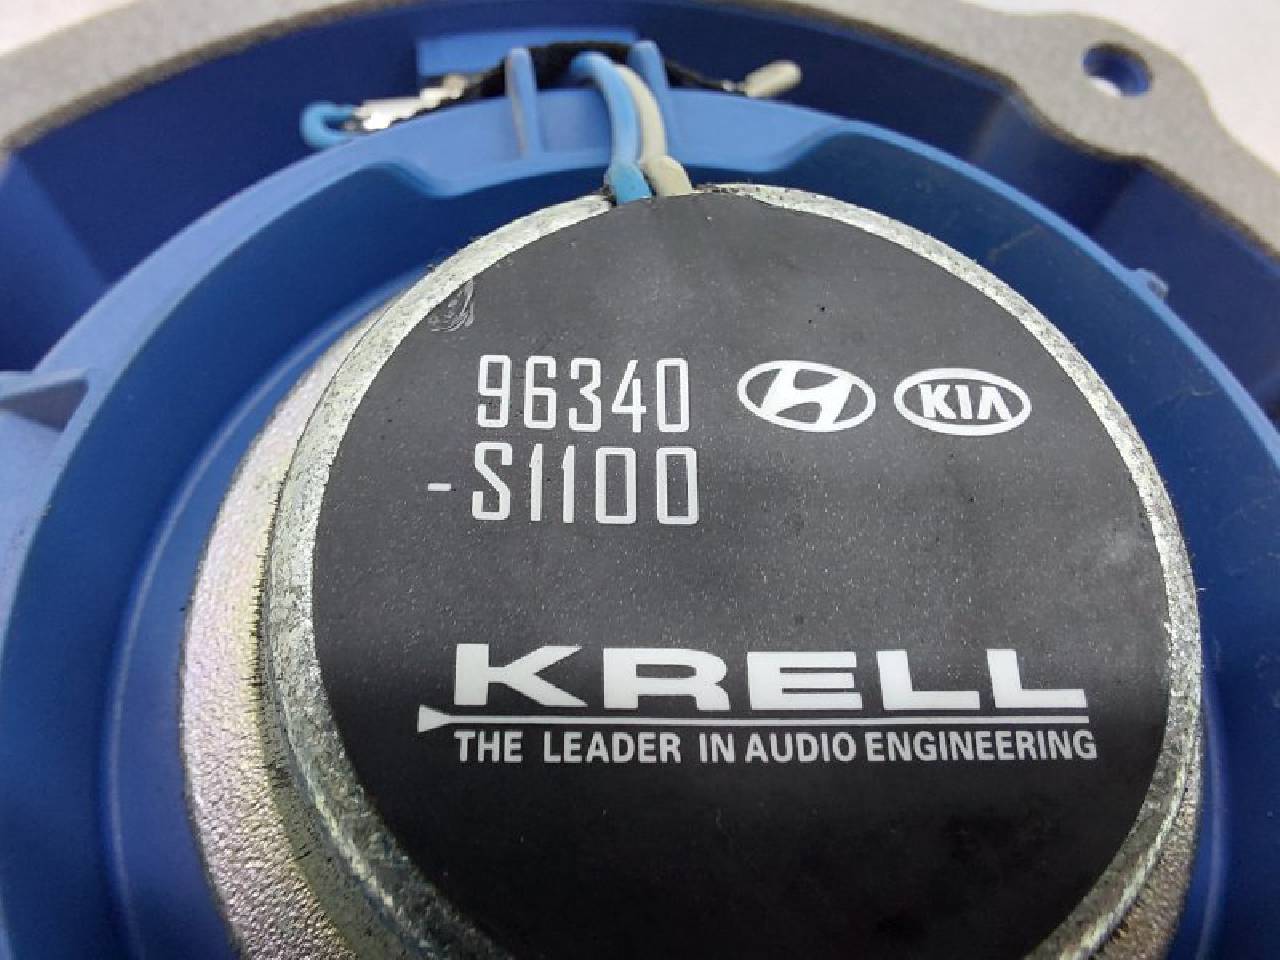 96340
-S1100
KIA
KRELL
THE LEADER IN AUDIO ENGINEERING